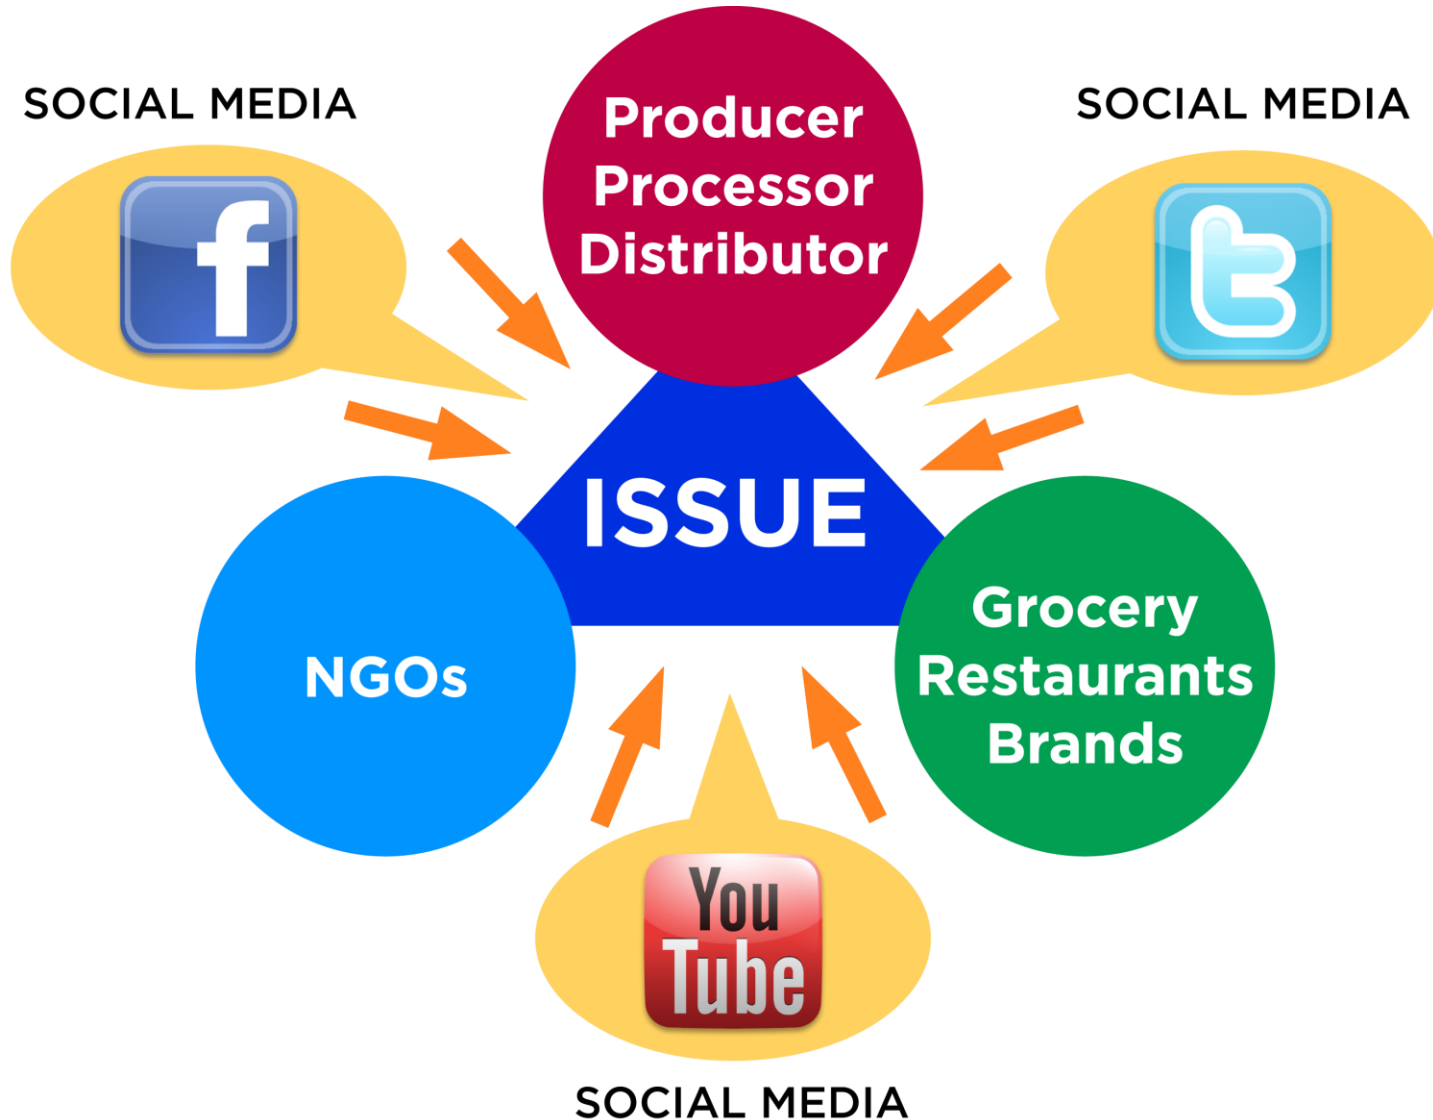 SOCIAL MEDIA
SOCIAL MEDIA
Producer
Processor
Distributor
f
t
ISSUE
NGOs
Grocery
Restaurants
Brands
You
Tube
SOCIAL MEDIA